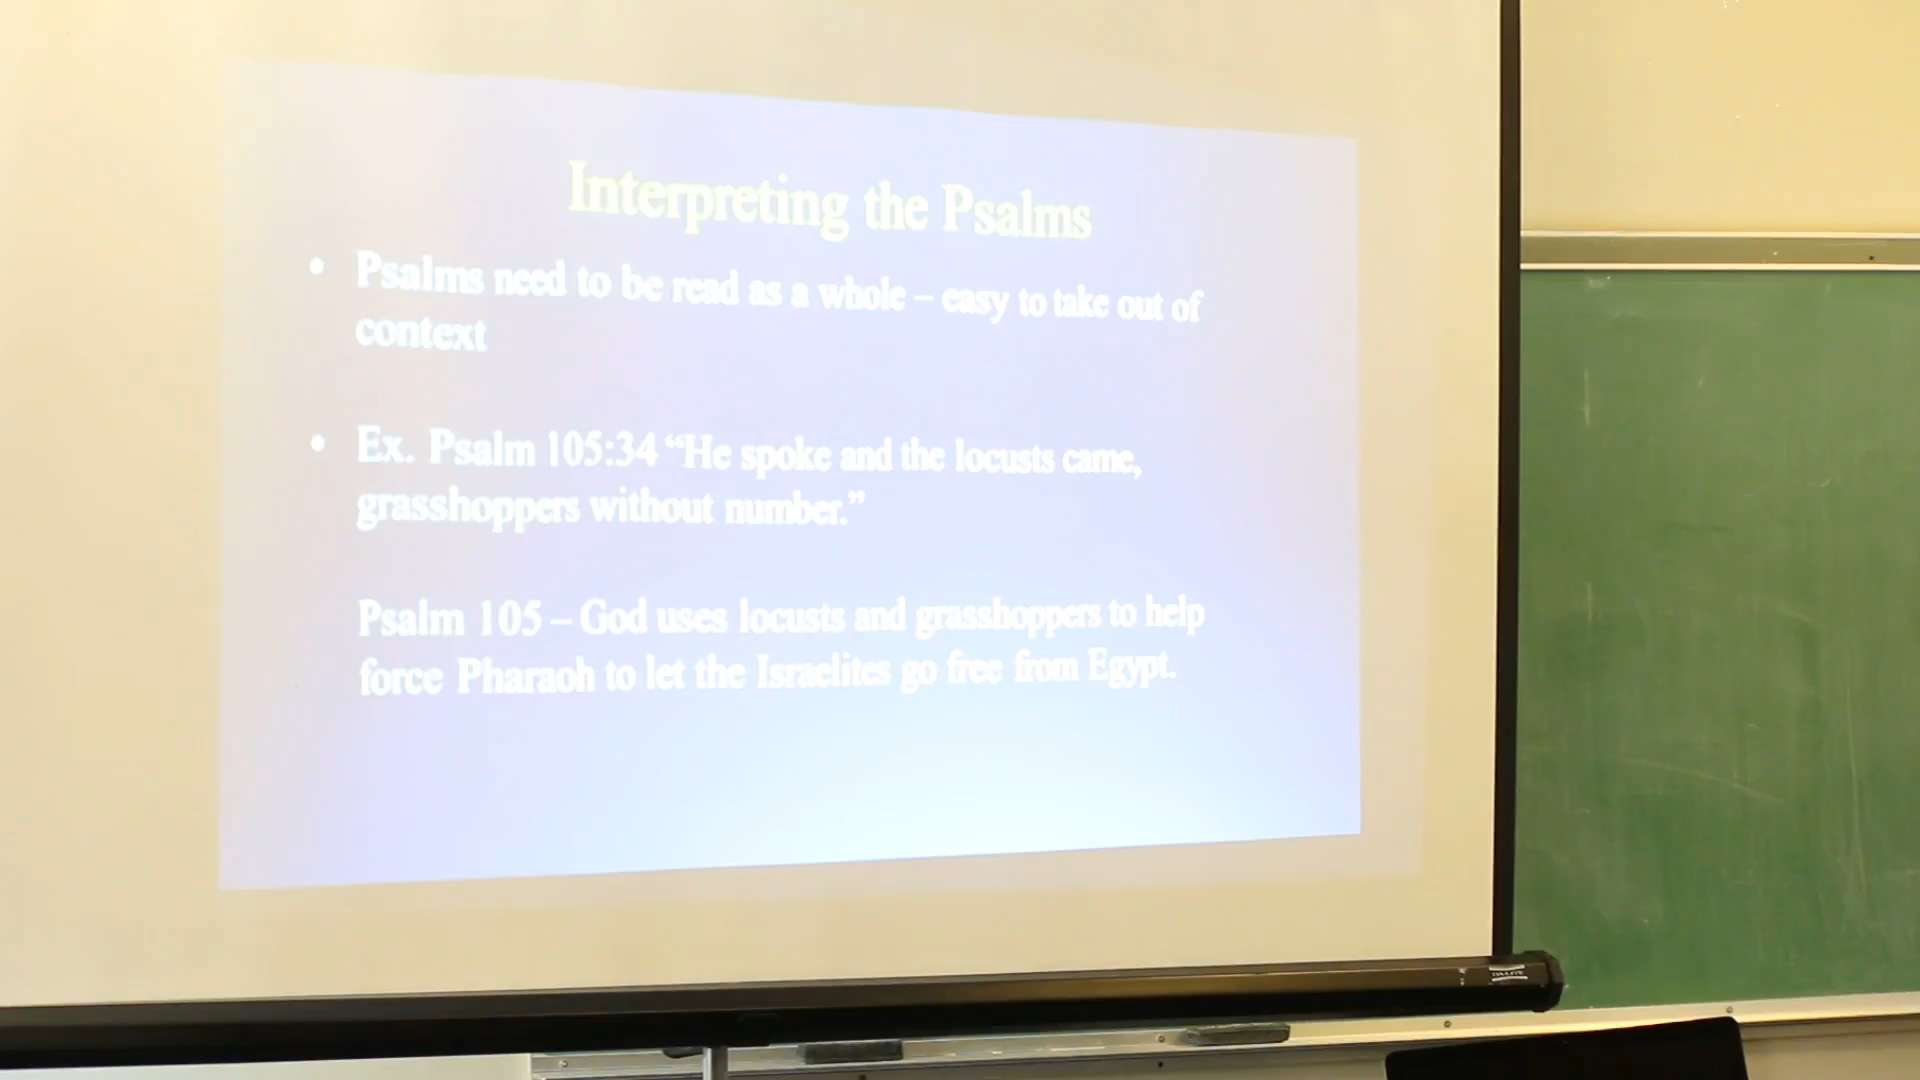 Interpreting the Psalms
• Psalms need to be read as a whole – easy to take out of
context
• Ex. Psalm 105:34 “He spoke and the locusts came,
grasshoppers without number.”
Psalm 105 – God uses locusts and grasshoppers to help
force Pharaoh to let the Israelites go free from Egypt.
DA-LITE